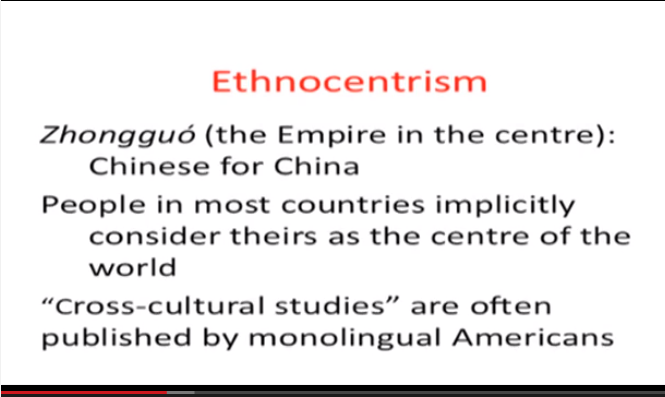 Ethnocentrism
Zhongguó (the Empire in the centre):
Chinese for China
People in most countries implicitly
consider theirs as the centre of the
world
“Cross-cultural studies” are often
published by monolingual Americans